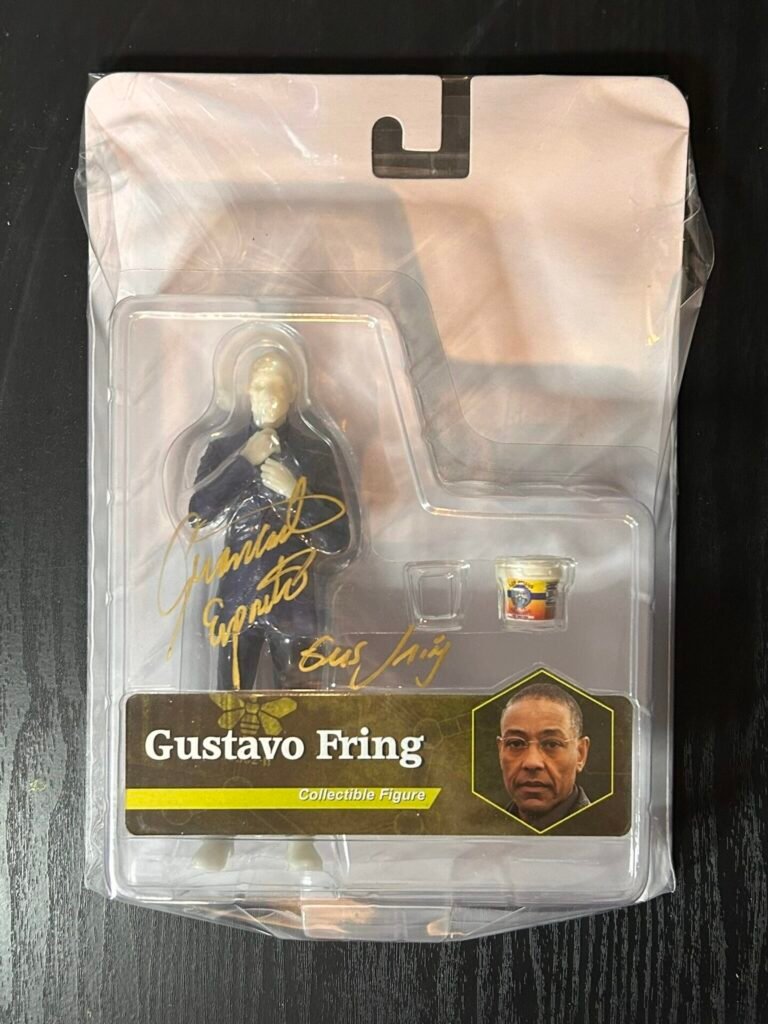 Giancarlo
Esposito
Gus Fring
Gustavo Fring
Collectible Figure